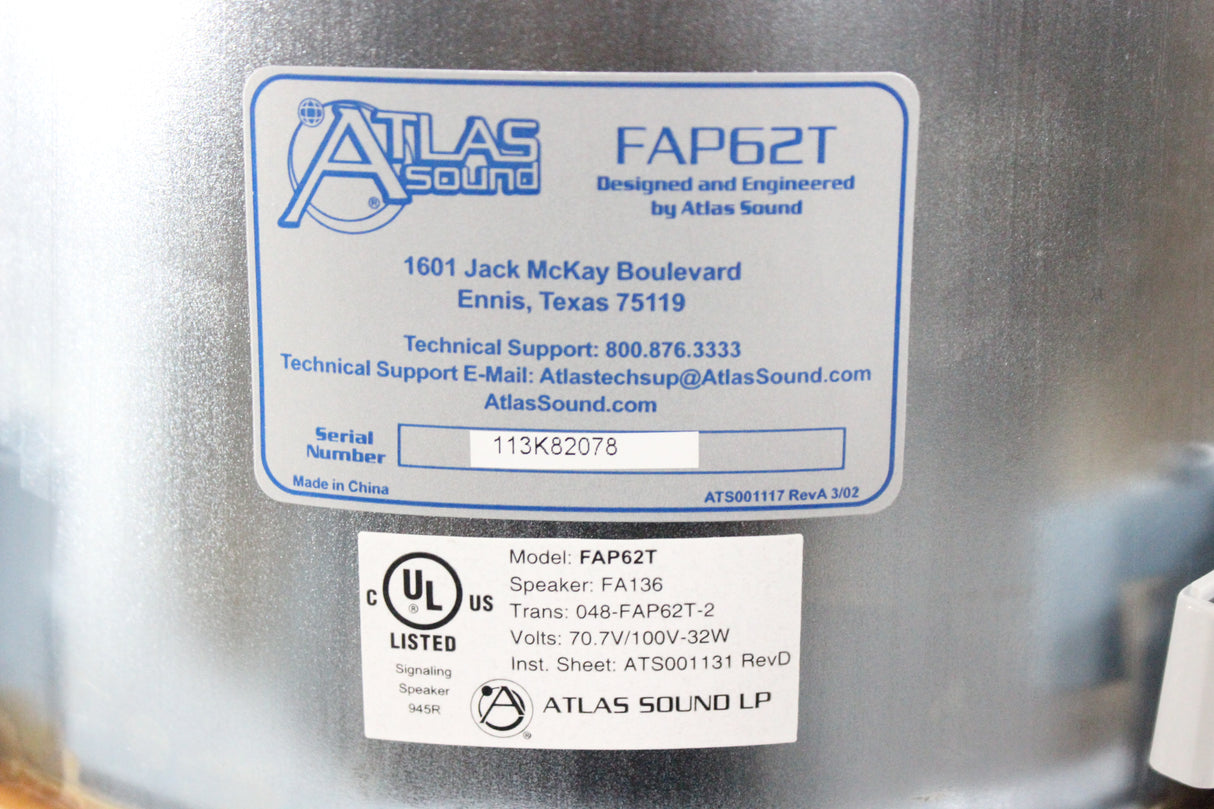 ATLAS
SOUND
®
FAP62T
Designed and Engineered
by Atlas Sound
1601 Jack McKay Boulevard
Ennis, Texas 75119
Technical Support: 800.876.3333
Technical Support E-Mail: Atlastechsup@AtlasSound.com
AtlasSound.com
Serial
Number
113K82078
Made in China
ATS001117 RevA 3/02
C UL® US
LISTED
Signaling
Speaker
945R
Model: FAP62T
Speaker: FA136
Trans: 048-FAP62T-2
Volts: 70.7V/100V-32W
Inst. Sheet: ATS001131 RevD
A® ATLAS SOUND LP